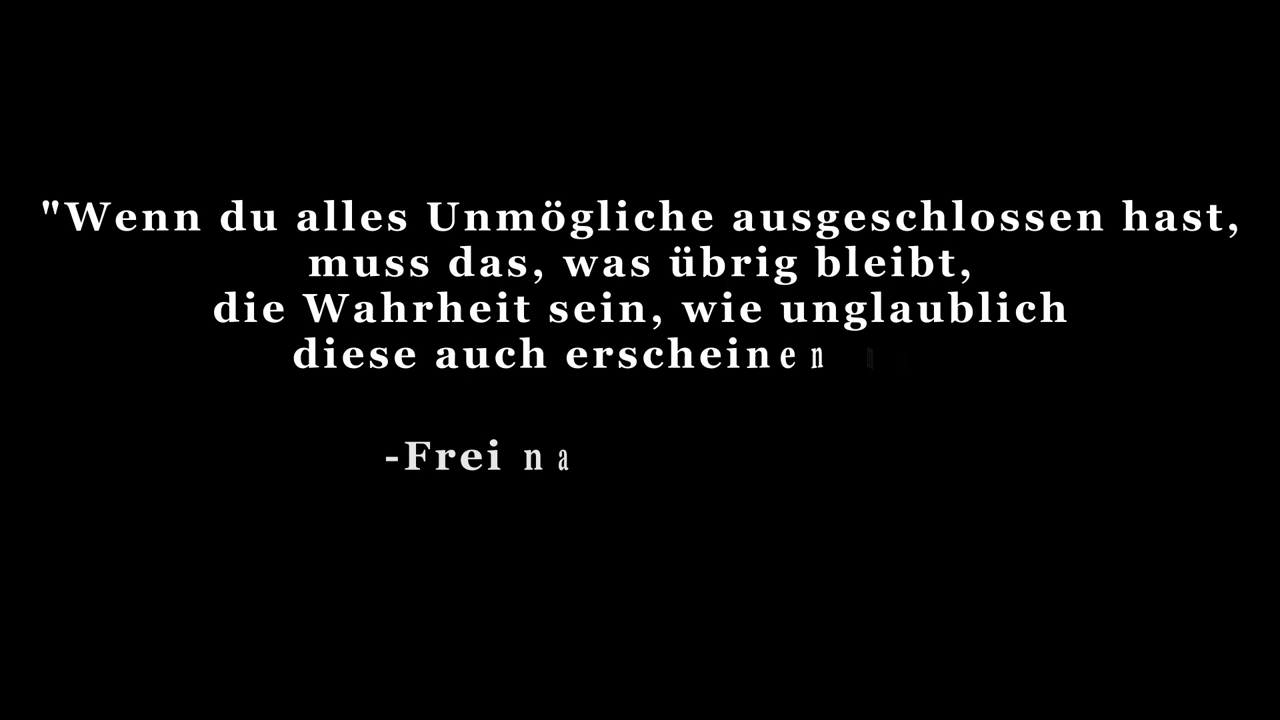 "Wenn du alles Unmögliche ausgeschlossen hast,
muss das, was übrig bleibt,
die Wahrheit sein, wie unglaublich
diese auch erscheinen
-Frei na